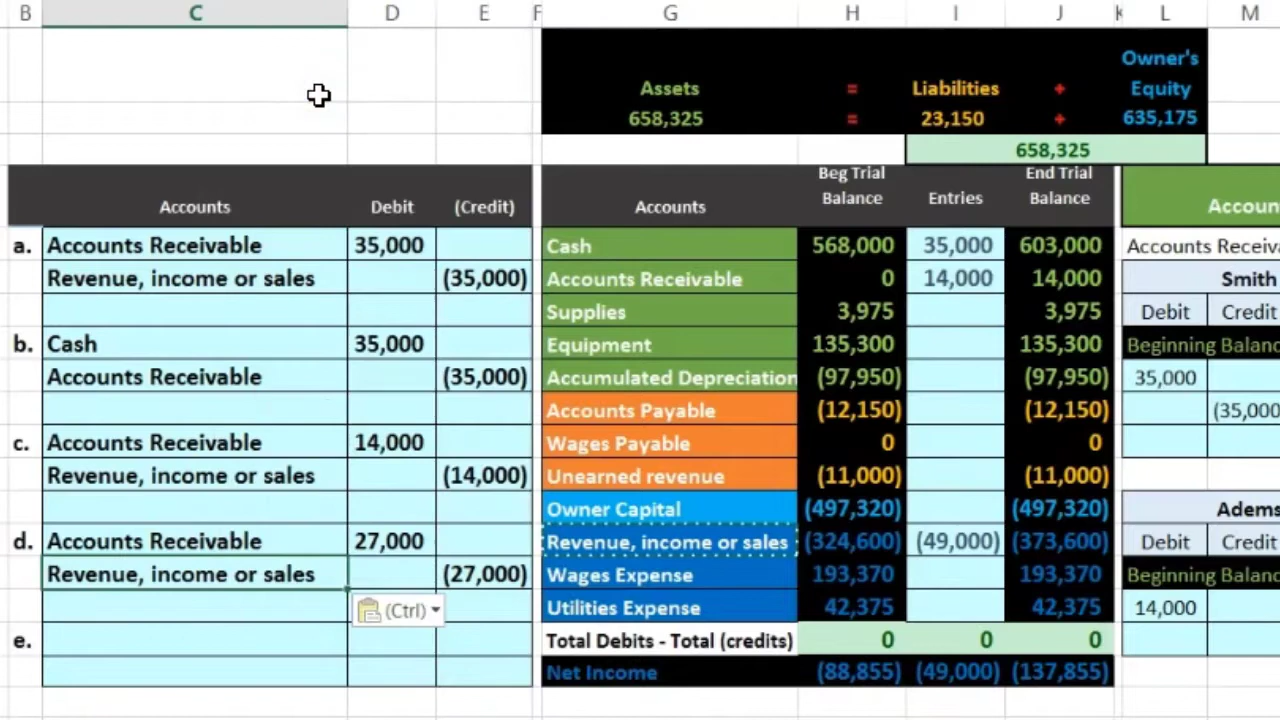 B C D E F G H I J K L M
Owner's
Assets = Liabilities + Equity
658,325 = 23,150 + 635,175
658,325
Beg Trial End Trial
Accounts Debit (Credit) Accounts Balance Entries Balance Accoun
a. Accounts Receivable 35,000 Cash 568,000 35,000 603,000 Accounts Receiva
Revenue, income or sales (35,000) Accounts Receivable 0 14,000 14,000 Smith
Supplies 3,975 3,975 Debit Credit
b. Cash 35,000 Equipment 135,300 135,300 Beginning Balanc
Accounts Receivable (35,000) Accumulated Depreciation (97,950) (97,950) 35,000
Accounts Payable (12,150) (12,150) (35,000
c. Accounts Receivable 14,000 Wages Payable 0 0
Revenue, income or sales (14,000) Unearned revenue (11,000) (11,000)
Owner Capital (497,320) (497,320) Adems
d. Accounts Receivable 27,000 Revenue, income or sales (324,600) (49,000) (373,600) Debit Credit
Revenue, income or sales (27,000) Wages Expense 193,370 193,370 Beginning Balanc
(Ctrl) Utilities Expense 42,375 42,375 14,000
e. Total Debits - Total (credits) 0 0 0
Net Income (88,855) (49,000) (137,855)